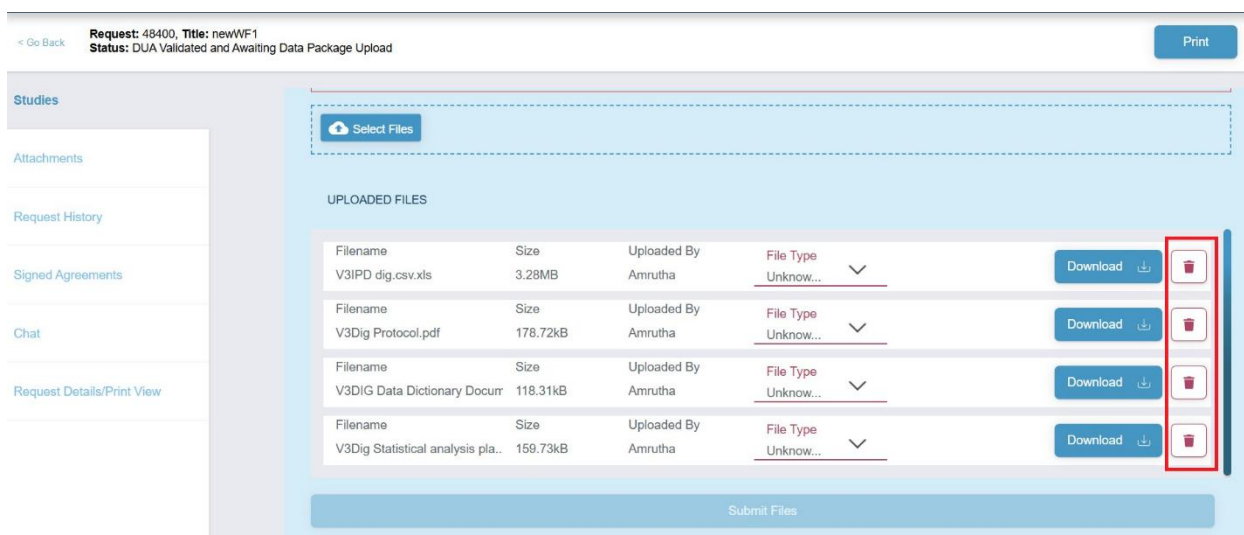 < Go Back
Request: 48400, Title: newWF1
Status: DUA Validated and Awaiting Data Package Upload
Print
Studies
Attachments
Request History
Signed Agreements
Chat
Request Details/Print View
Select Files
UPLOADED FILES
Filename Size Uploaded By File Type
V3IPD dig.csv.xls 3.28MB Amrutha Unknow... Download
Filename Size Uploaded By File Type
V3Dig Protocol.pdf 178.72kB Amrutha Unknow... Download
Filename Size Uploaded By File Type
V3DIG Data Dictionary Docum 118.31kB Amrutha Unknow... Download
Filename Size Uploaded By File Type
V3Dig Statistical analysis pla.. 159.73kB Amrutha Unknow... Download
Submit Files